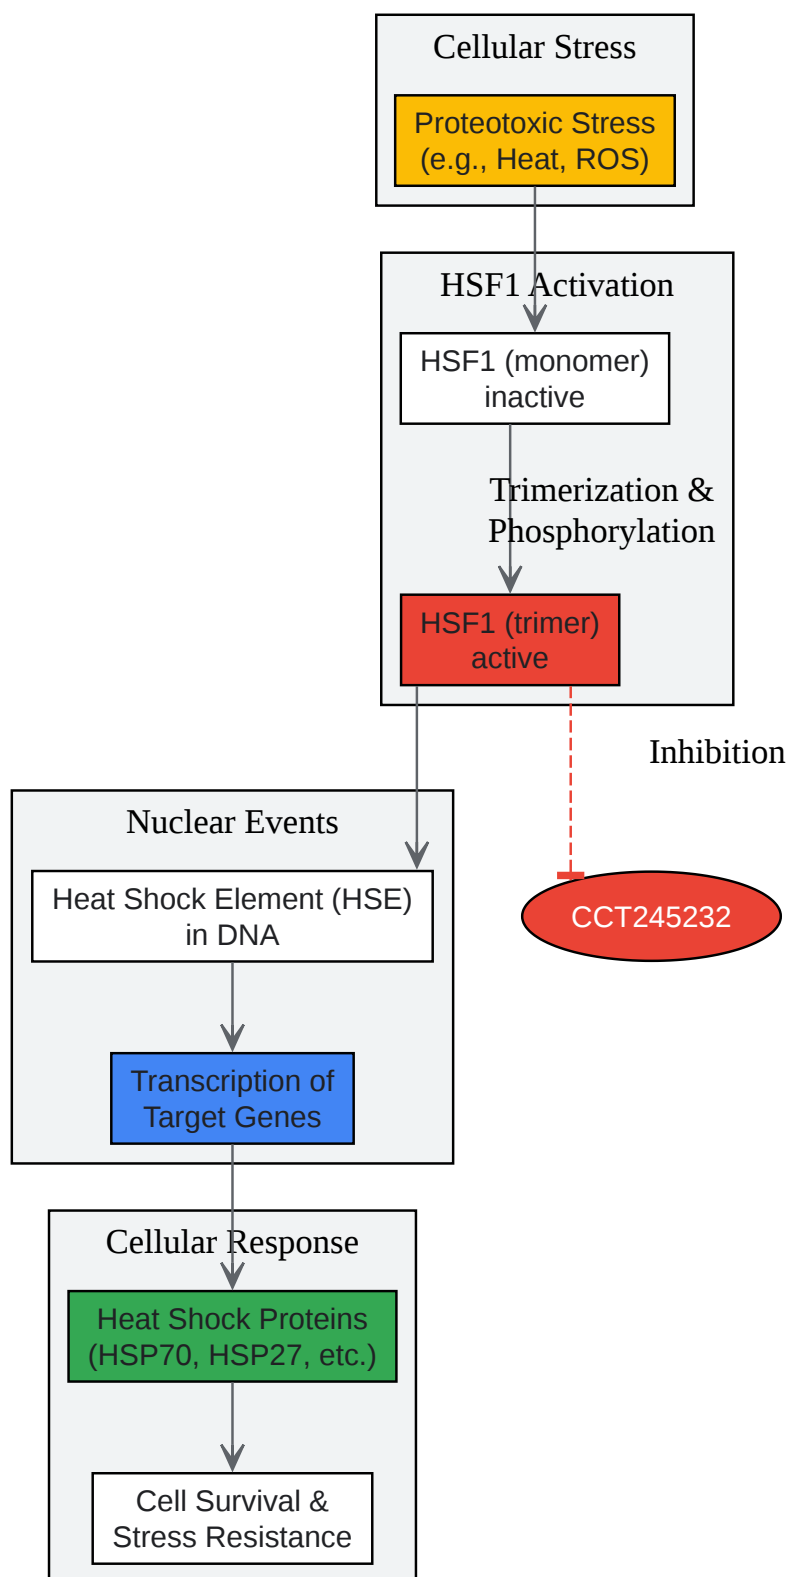 Cellular Stress
Proteotoxic Stress
(e.g., Heat, ROS)
HSF1 Activation
HSF1 (monomer)
inactive
Trimerization &
Phosphorylation
HSF1 (trimer)
active
Inhibition
Nuclear Events
Heat Shock Element (HSE)
in DNA
CCT245232
Transcription of
Target Genes
Cellular Response
Heat Shock Proteins
(HSP70, HSP27, etc.)
Cell Survival &
Stress Resistance